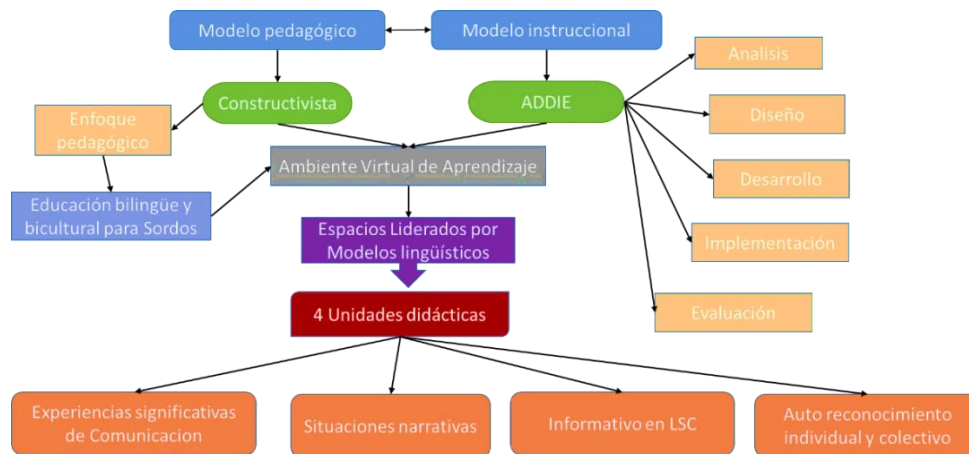 Modelo pedagógico
Modelo instruccional
Analisis
Constructivista
ADDIE
Diseño
Enfoque
pedagógico
Ambiente Virtual de Aprendizaje
Desarrollo
Educación bilingüe y
bicultural para Sordos
Espacios Liderados por
Modelos lingüísticos
Implementación
4 Unidades didácticas
Evaluación
Experiencias significativas
de Comunicacion
Situaciones narrativas
Informativo en LSC
Auto reconocimiento
individual y colectivo